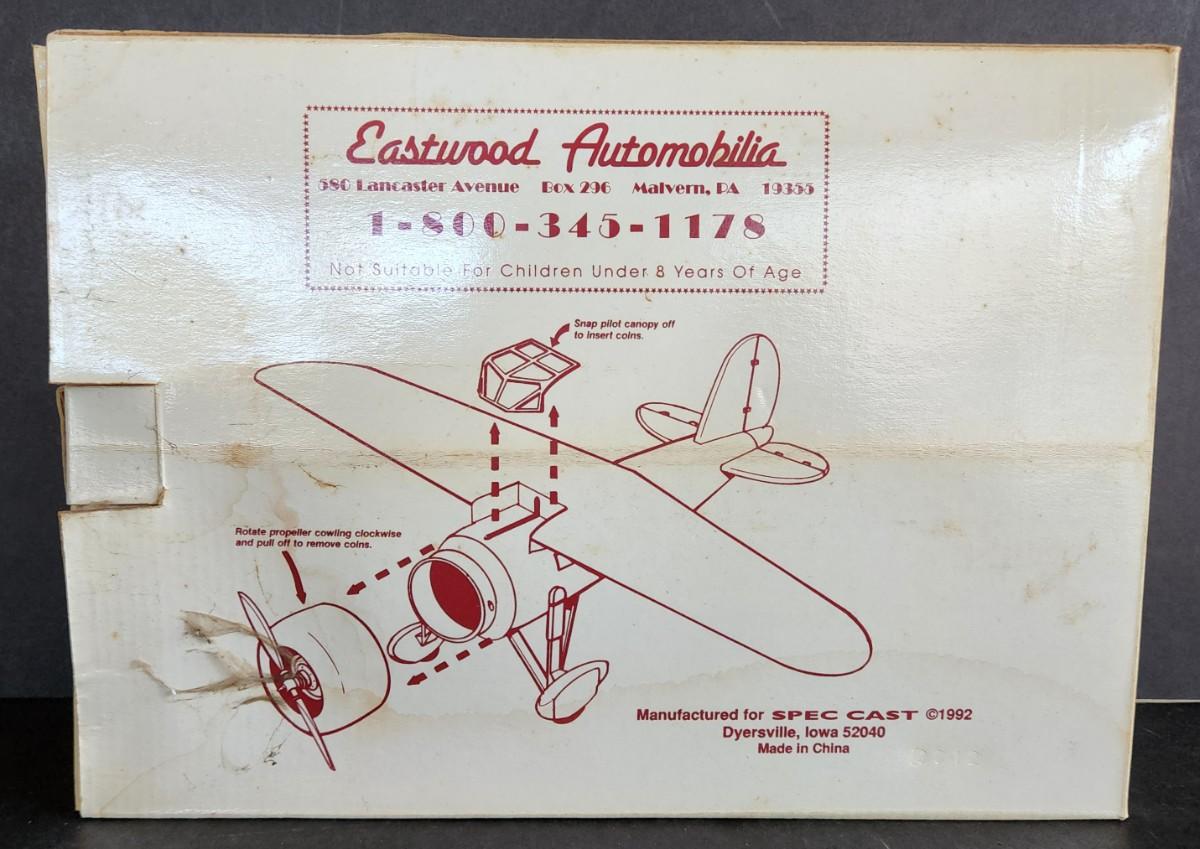 Eastwood Automobilia
580 Lancaster Avenue Box 296 Malvern, PA 19355
1-800-345-1178
Not Suitable For Children Under 8 Years Of Age
Snap pilot canopy off
to insert coins.
Rotate propeller cowling clockwise
and pull off to remove coins.
Manufactured for SPEC CAST ©1992
Dyersville, Iowa 52040
Made in China